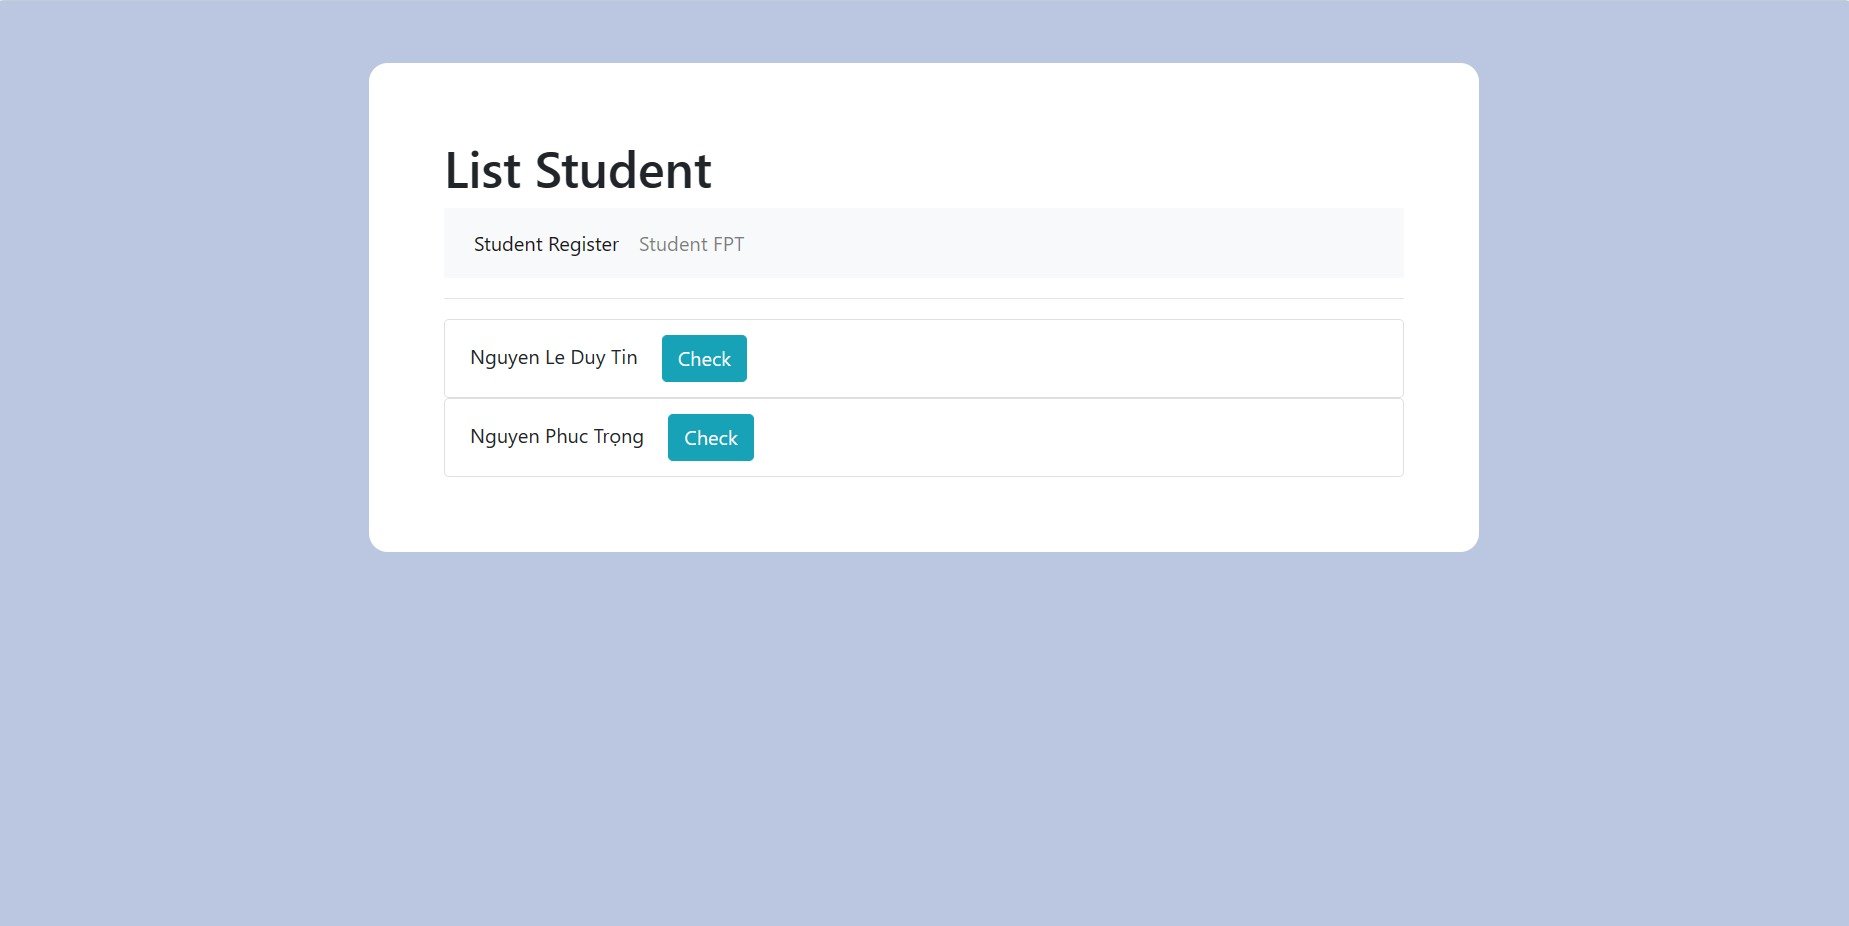 List Student
Student Register Student FPT
Nguyen Le Duy Tin Check
Nguyen Phuc Trọng Check